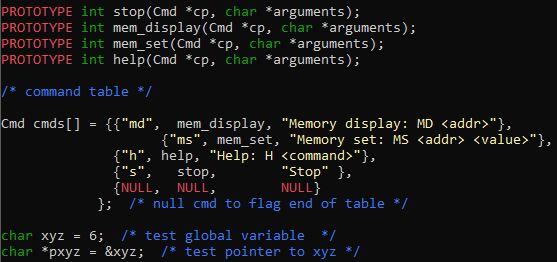 PROTOTYPE int stop(Cmd *cp, char *arguments);
PROTOTYPE int mem_display(Cmd *cp, char *arguments);
PROTOTYPE int mem_set(Cmd *cp, char *arguments);
PROTOTYPE int help(Cmd *cp, char *arguments);
/* command table */
Cmd cmds[] = {{"md",  mem_display, "Memory display: MD <addr>"},
{"ms", mem_set, "Memory set: MS <addr> <value>"},
{"h", help, "Help: H <command>"},
{"s",   stop,        "Stop" },
{NULL,  NULL,        NULL}
};  /* null cmd to flag end of table */
char xyz = 6;  /* test global variable  */
char *pxyz = &xyz;  /* test pointer to xyz */